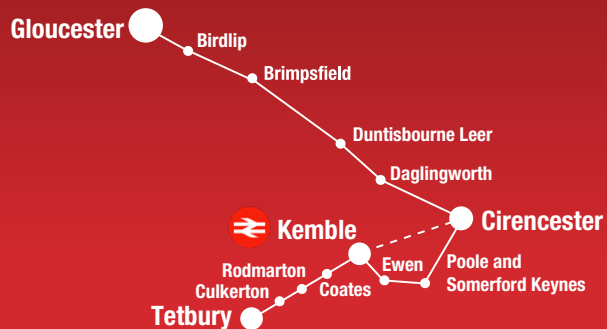 Gloucester
Birdlip
Brimpsfield
Duntisbourne Leer
Daglingworth
Cirencester
Kemble
Ewen
Poole and
Somerford Keynes
Rodmarton
Coates
Culkerton
Tetbury